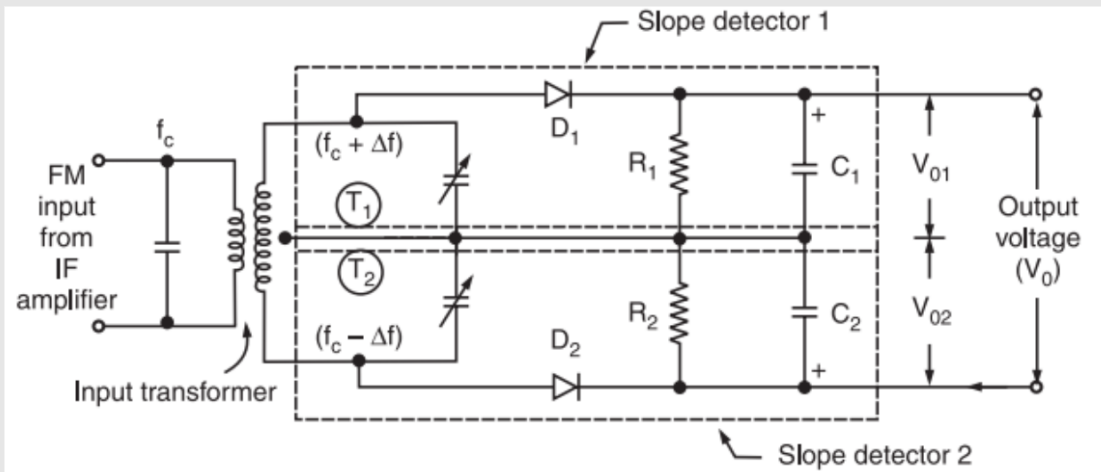 Slope detector 1
f_c
FM
input
from
IF
amplifier
Input transformer
(f_c + Δf)
T_1
T_2
(f_c – Δf)
D_1
D_2
R_1
R_2
+
C_1
C_2
+
V_01
V_02
Output
voltage
(V_0)
Slope detector 2